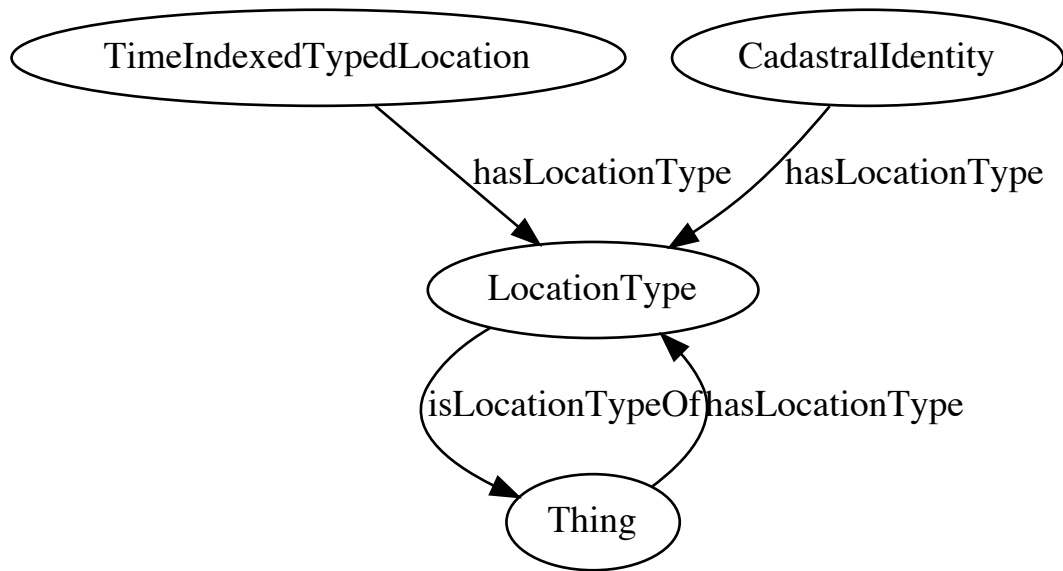 TimeIndexedTypedLocation
CadastralIdentity
hasLocationType
hasLocationType
LocationType
isLocationTypeOf
hasLocationType
Thing